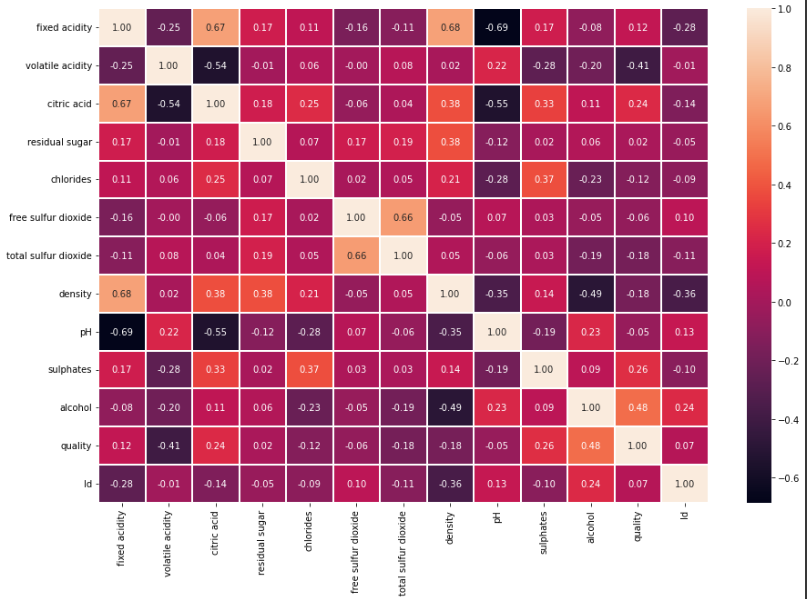 fixed acidity 1.00 -0.25 0.67 0.17 0.11 -0.16 -0.11 0.68 -0.69 0.17 -0.08 0.12 -0.28
volatile acidity -0.25 1.00 -0.54 -0.01 0.06 -0.00 0.08 0.02 0.22 -0.28 -0.20 -0.41 -0.01
citric acid 0.67 -0.54 1.00 0.18 0.25 -0.06 0.04 0.38 -0.55 0.33 0.11 0.24 -0.14
residual sugar 0.17 -0.01 0.18 1.00 0.07 0.17 0.19 0.38 -0.12 0.02 0.06 0.02 -0.05
chlorides 0.11 0.06 0.25 0.07 1.00 0.02 0.05 0.21 -0.28 0.37 -0.23 -0.12 -0.09
free sulfur dioxide -0.16 -0.00 -0.06 0.17 0.02 1.00 0.66 -0.05 0.07 0.03 -0.05 -0.06 0.10
total sulfur dioxide -0.11 0.08 0.04 0.19 0.05 0.66 1.00 0.05 -0.06 0.03 -0.19 -0.18 -0.11
density 0.68 0.02 0.38 0.38 0.21 -0.05 0.05 1.00 -0.35 0.14 -0.49 -0.18 -0.36
pH -0.69 0.22 -0.55 -0.12 -0.28 0.07 -0.06 -0.35 1.00 -0.19 0.23 -0.05 0.13
sulphates 0.17 -0.28 0.33 0.02 0.37 0.03 0.03 0.14 -0.19 1.00 0.09 0.26 -0.10
alcohol -0.08 -0.20 0.11 0.06 -0.23 -0.05 -0.19 -0.49 0.23 0.09 1.00 0.48 0.24
quality 0.12 -0.41 0.24 0.02 -0.12 -0.06 -0.18 -0.18 -0.05 0.26 0.48 1.00 0.07
Id -0.28 -0.01 -0.14 -0.05 -0.09 0.10 -0.11 -0.36 0.13 -0.10 0.24 0.07 1.00
fixed acidity
volatile acidity
citric acid
residual sugar
chlorides
free sulfur dioxide
total sulfur dioxide
density
pH
sulphates
alcohol
quality
Id
1.0
0.8
0.6
0.4
0.2
0.0
−0.2
−0.4
−0.6